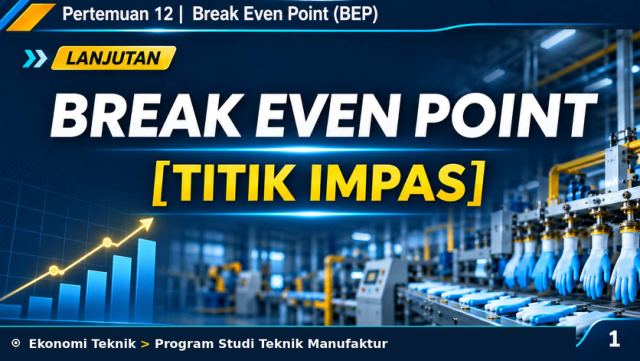 Pertemuan 12 | Break Even Point (BEP)
LANJUTAN
BREAK EVEN POINT
[TITIK IMPAS]
Ekonomi Teknik > Program Studi Teknik Manufaktur
1